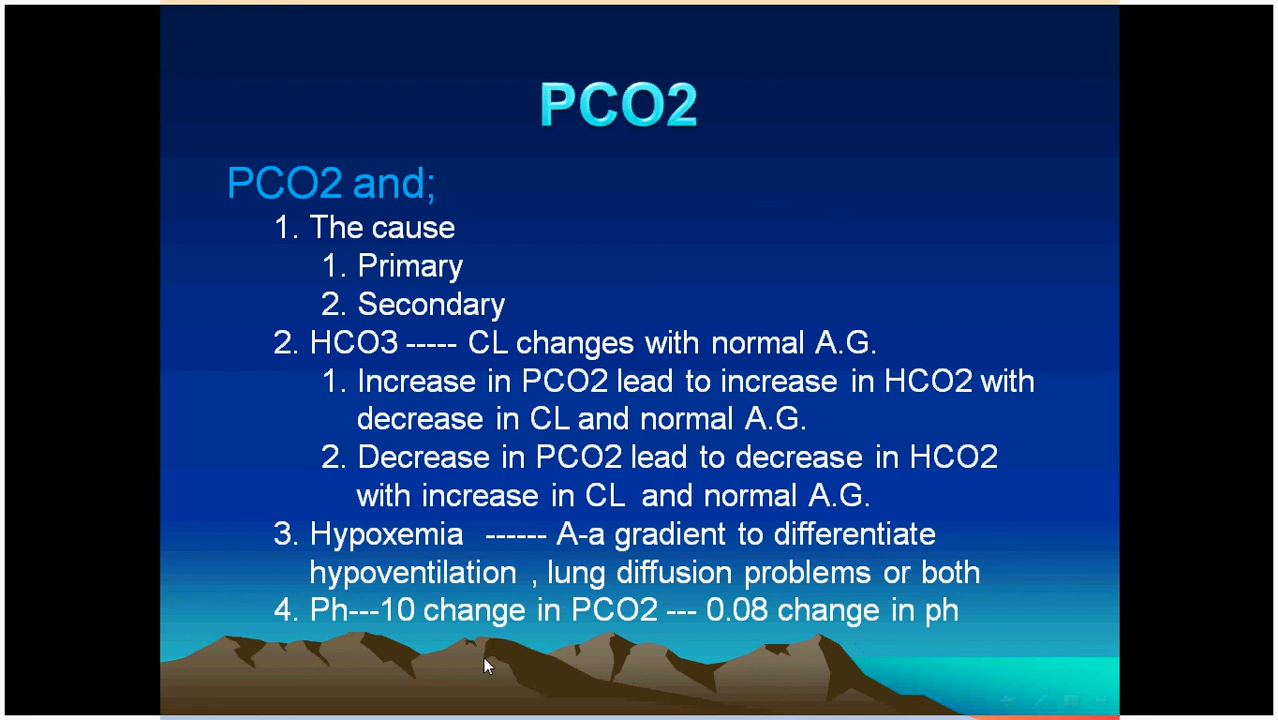 PCO2
PCO2 and;
1. The cause
1. Primary
2. Secondary
2. HCO3 ----- CL changes with normal A.G.
1. Increase in PCO2 lead to increase in HCO2 with
decrease in CL and normal A.G.
2. Decrease in PCO2 lead to decrease in HCO2
with increase in CL and normal A.G.
3. Hypoxemia ------ A-a gradient to differentiate
hypoventilation , lung diffusion problems or both
4. Ph---10 change in PCO2 --- 0.08 change in ph